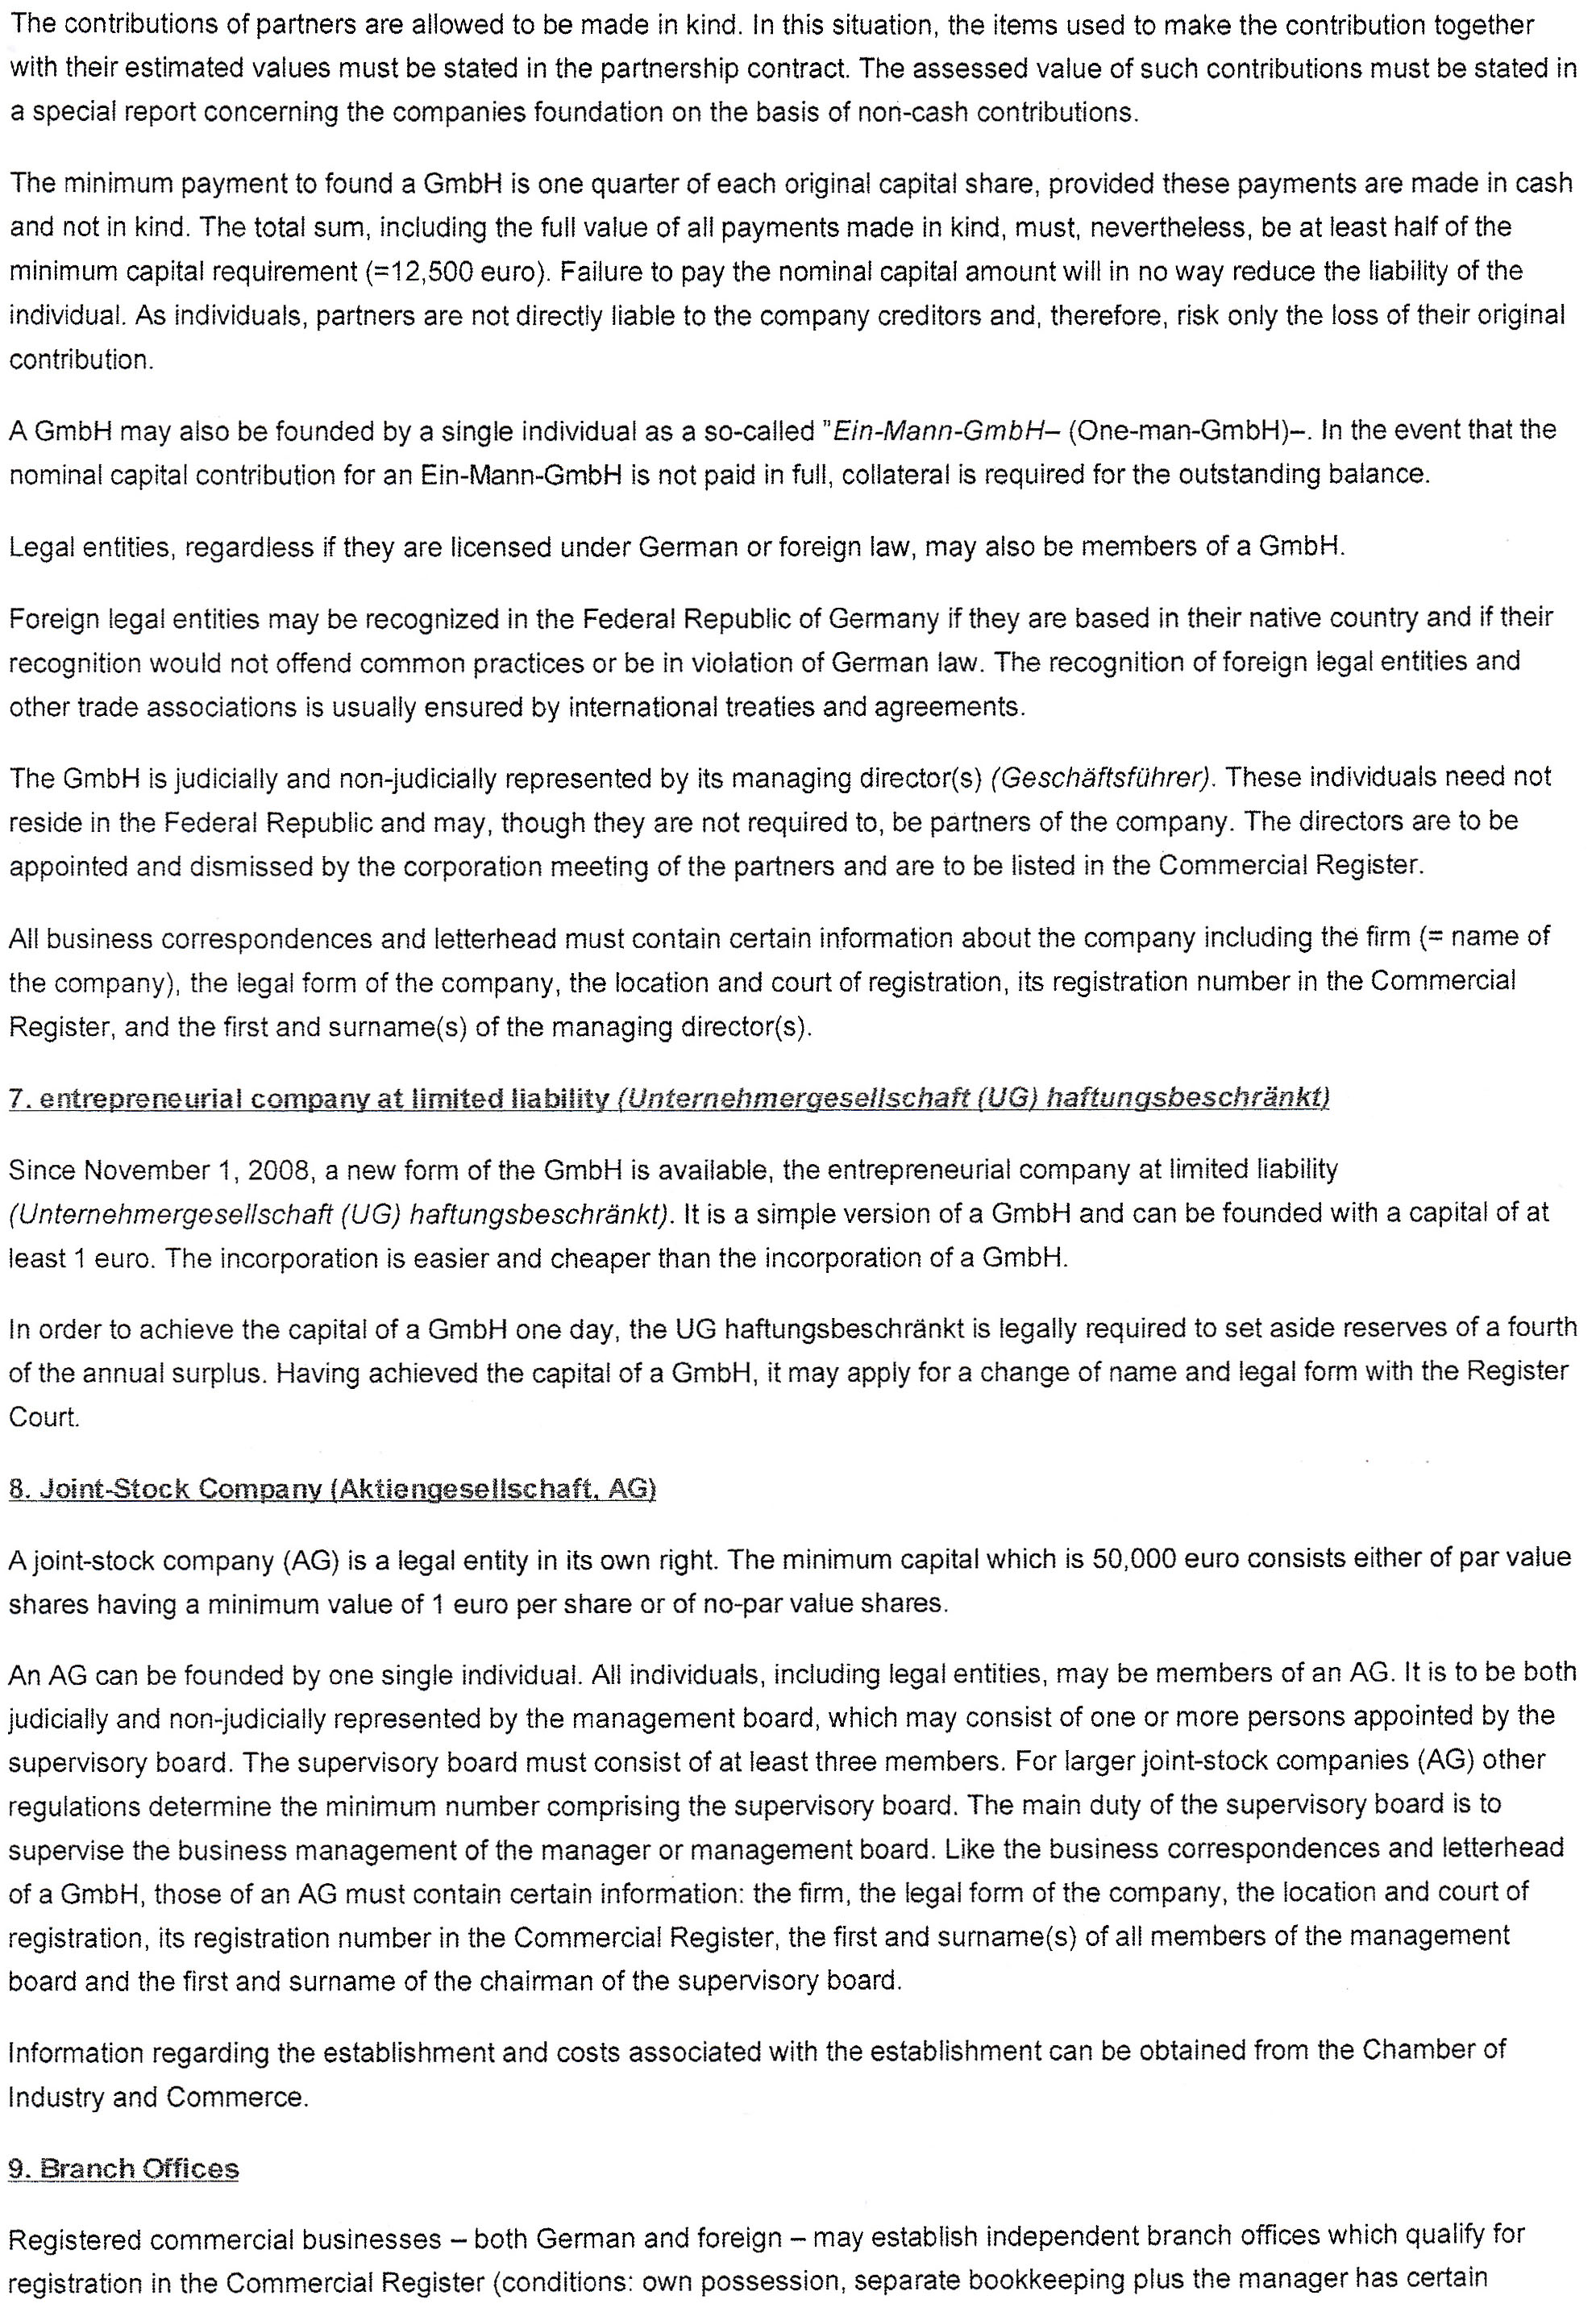 The contributions of partners are allowed to be made in kind. In this situation, the items used to make the contribution together
with their estimated values must be stated in the partnership contract. The assessed value of such contributions must be stated in
a special report concerning the companies foundation on the basis of non-cash contributions.
The minimum payment to found a GmbH is one quarter of each original capital share, provided these payments are made in cash
and not in kind. The total sum, including the full value of all payments made in kind, must, nevertheless, be at least half of the
minimum capital requirement (=12,500 euro). Failure to pay the nominal capital amount will in no way reduce the liability of the
individual. As individuals, partners are not directly liable to the company creditors and, therefore, risk only the loss of their original
contribution.
A GmbH may also be founded by a single individual as a so-called "Ein-Mann-GmbH– (One-man-GmbH)–. In the event that the
nominal capital contribution for an Ein-Mann-GmbH is not paid in full, collateral is required for the outstanding balance.
Legal entities, regardless if they are licensed under German or foreign law, may also be members of a GmbH.
Foreign legal entities may be recognized in the Federal Republic of Germany if they are based in their native country and if their
recognition would not offend common practices or be in violation of German law. The recognition of foreign legal entities and
other trade associations is usually ensured by international treaties and agreements.
The GmbH is judicially and non-judicially represented by its managing director(s) (Geschäftsführer). These individuals need not
reside in the Federal Republic and may, though they are not required to, be partners of the company. The directors are to be
appointed and dismissed by the corporation meeting of the partners and are to be listed in the Commercial Register.
All business correspondences and letterhead must contain certain information about the company including the firm (= name of
the company), the legal form of the company, the location and court of registration, its registration number in the Commercial
Register, and the first and surname(s) of the managing director(s).
7. entrepreneurial company at limited liability (Unternehmergesellschaft (UG) haftungsbeschränkt)
Since November 1, 2008, a new form of the GmbH is available, the entrepreneurial company at limited liability
(Unternehmergesellschaft (UG) haftungsbeschränkt). It is a simple version of a GmbH and can be founded with a capital of at
least 1 euro. The incorporation is easier and cheaper than the incorporation of a GmbH.
In order to achieve the capital of a GmbH one day, the UG haftungsbeschränkt is legally required to set aside reserves of a fourth
of the annual surplus. Having achieved the capital of a GmbH, it may apply for a change of name and legal form with the Register
Court.
8. Joint-Stock Company (Aktiengesellschaft, AG)
A joint-stock company (AG) is a legal entity in its own right. The minimum capital which is 50,000 euro consists either of par value
shares having a minimum value of 1 euro per share or of no-par value shares.
An AG can be founded by one single individual. All individuals, including legal entities, may be members of an AG. It is to be both
judicially and non-judicially represented by the management board, which may consist of one or more persons appointed by the
supervisory board. The supervisory board must consist of at least three members. For larger joint-stock companies (AG) other
regulations determine the minimum number comprising the supervisory board. The main duty of the supervisory board is to
supervise the business management of the manager or management board. Like the business correspondences and letterhead
of a GmbH, those of an AG must contain certain information: the firm, the legal form of the company, the location and court of
registration, its registration number in the Commercial Register, the first and surname(s) of all members of the management
board and the first and surname of the chairman of the supervisory board.
Information regarding the establishment and costs associated with the establishment can be obtained from the Chamber of
Industry and Commerce.
9. Branch Offices
Registered commercial businesses – both German and foreign – may establish independent branch offices which qualify for
registration in the Commercial Register (conditions: own possession, separate bookkeeping plus the manager has certain